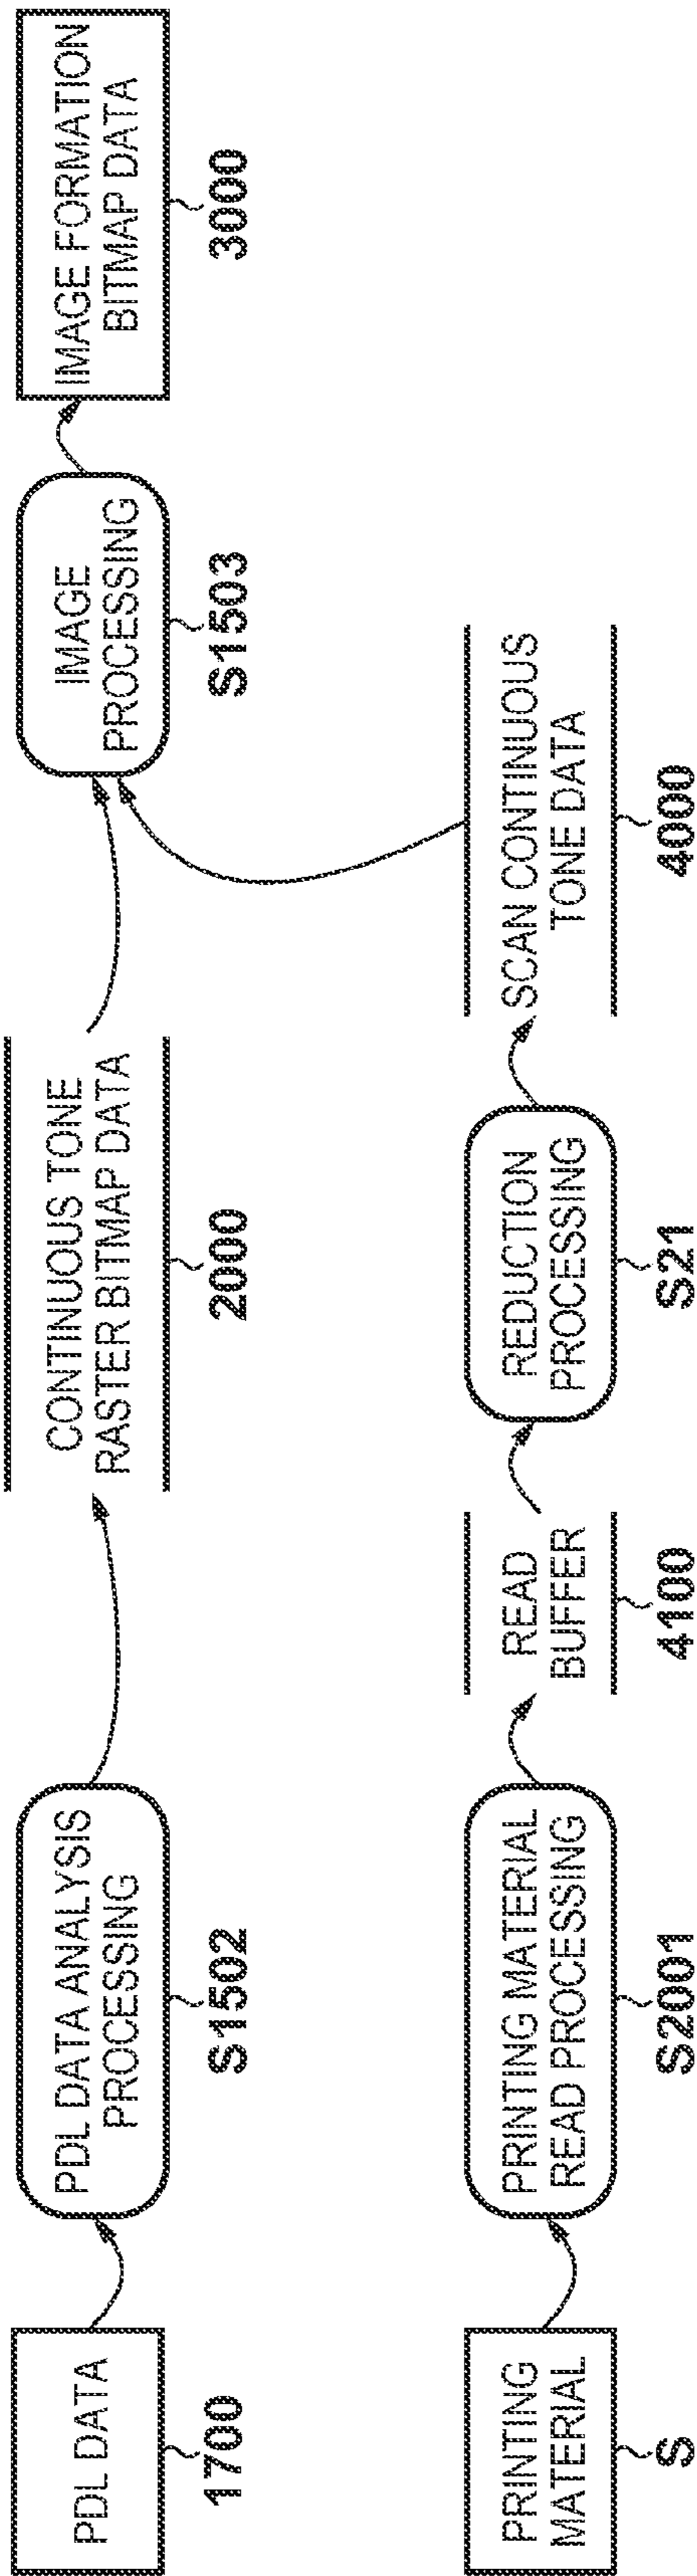 PDL DATA
1700
PDL DATA ANALYSIS
PROCESSING
S1502
CONTINUOUS TONE
RASTER BITMAP DATA
2000
IMAGE
PROCESSING
S1503
IMAGE FORMATION
BITMAP DATA
3000
PRINTING
MATERIAL
S
PRINTING MATERIAL
READ PROCESSING
S2001
READ
BUFFER
4100
REDUCTION
PROCESSING
S21
SCAN CONTINUOUS
TONE DATA
4000